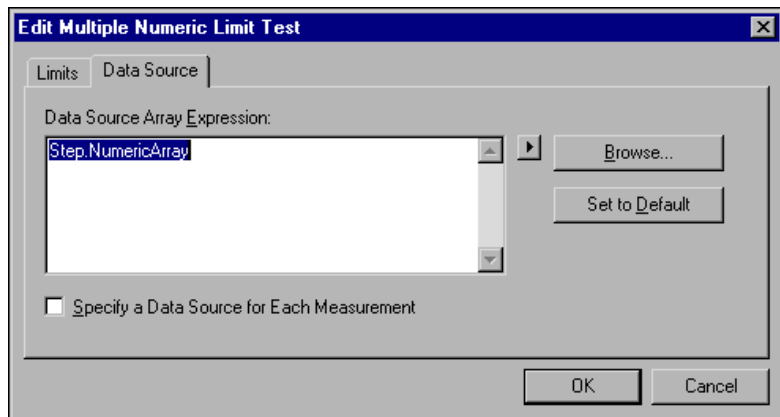 Edit Multiple Numeric Limit Test
Limits Data Source
Data Source Array Expression:
Step.NumericArray
Browse...
Set to Default
Specify a Data Source for Each Measurement
OK Cancel